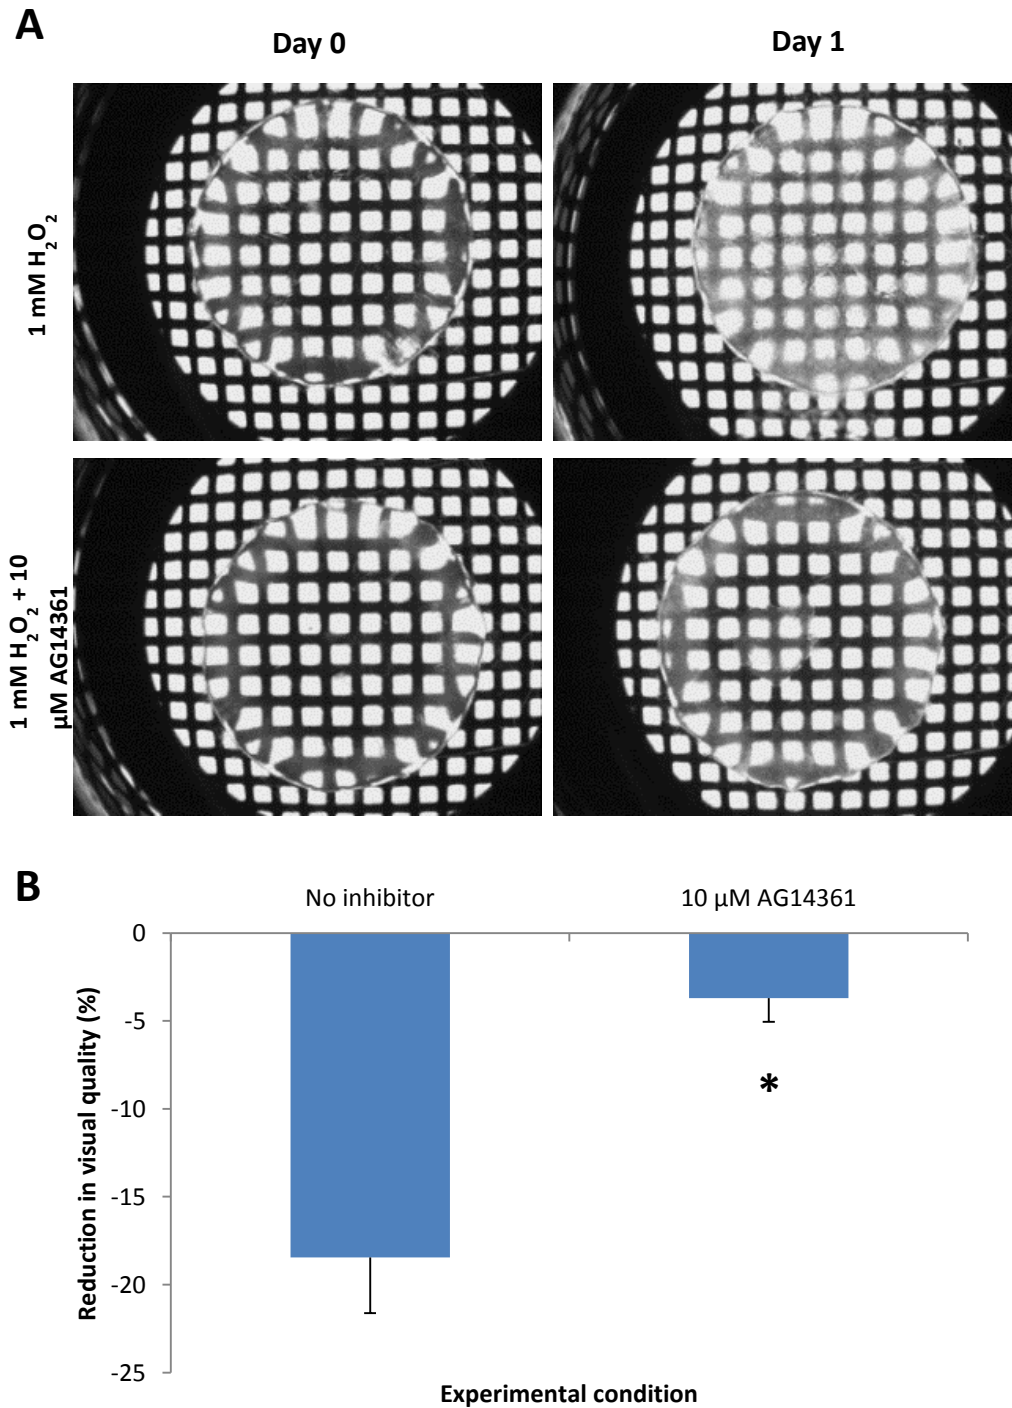 A
Day 0
Day 1
1 mM H₂O₂
1 mM H₂O₂ + 10
µM AG14361
B
No inhibitor
10 µM AG14361
0
-5
-10
-15
-20
-25
*
Reduction in visual quality (%)
Experimental condition